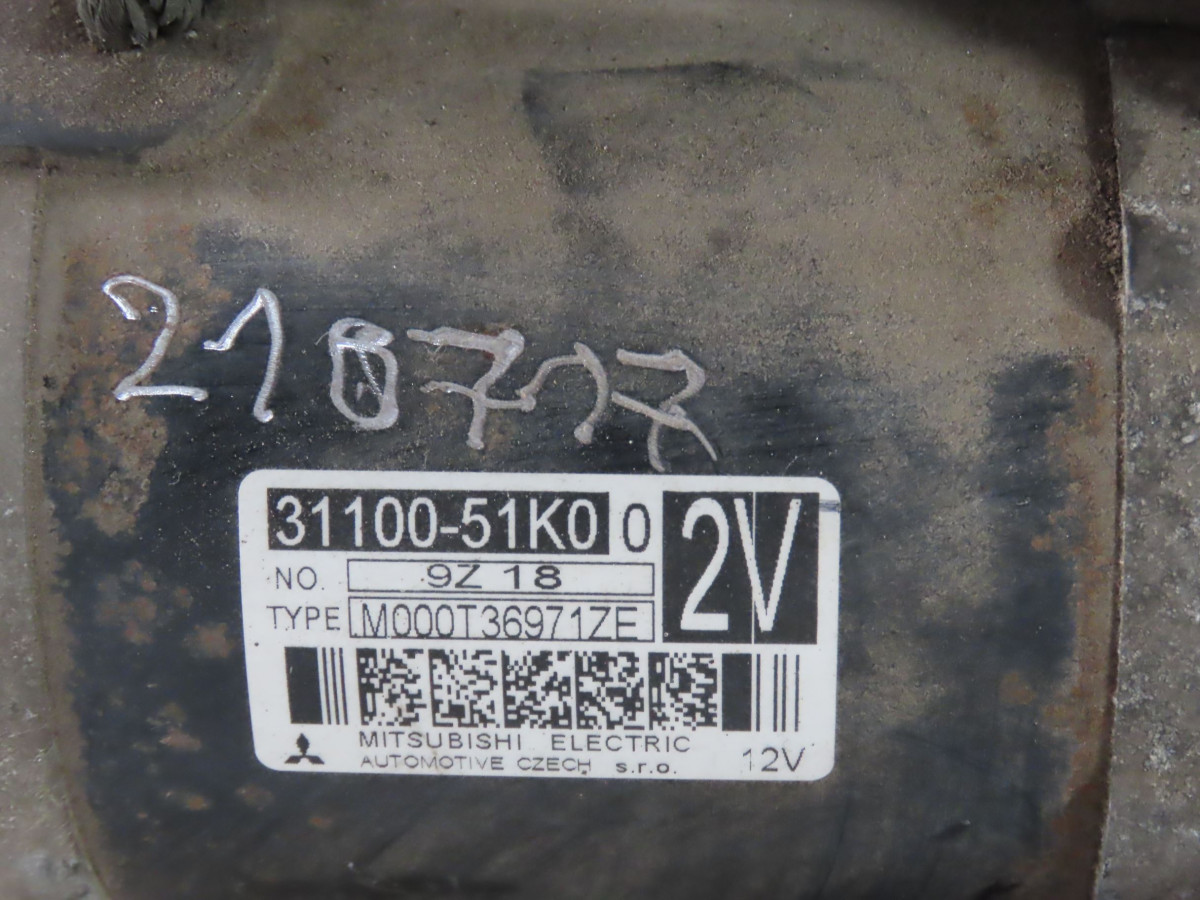 210717
31100-51K0 0
2V
NO. 9Z 18
TYPE M000T36971ZE
MITSUBISHI ELECTRIC
AUTOMOTIVE CZECH s.r.o.
12V